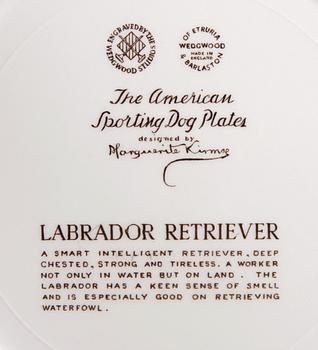 ENGRAVED BY THE
WEDGWOOD STUDIOS
OF ETRURIA
WEDGWOOD
MADE IN
ENGLAND
& BARLASTON
The American
Sporting Dog Plates
designed by
Marguerite Kirmse
LABRADOR RETRIEVER
A SMART INTELLIGENT RETRIEVER, DEEP
CHESTED, STRONG AND TIRELESS. A WORKER
NOT ONLY IN WATER BUT ON LAND. THE
LABRADOR HAS A KEEN SENSE OF SMELL
AND IS ESPECIALLY GOOD ON RETRIEVING
WATERFOWL.